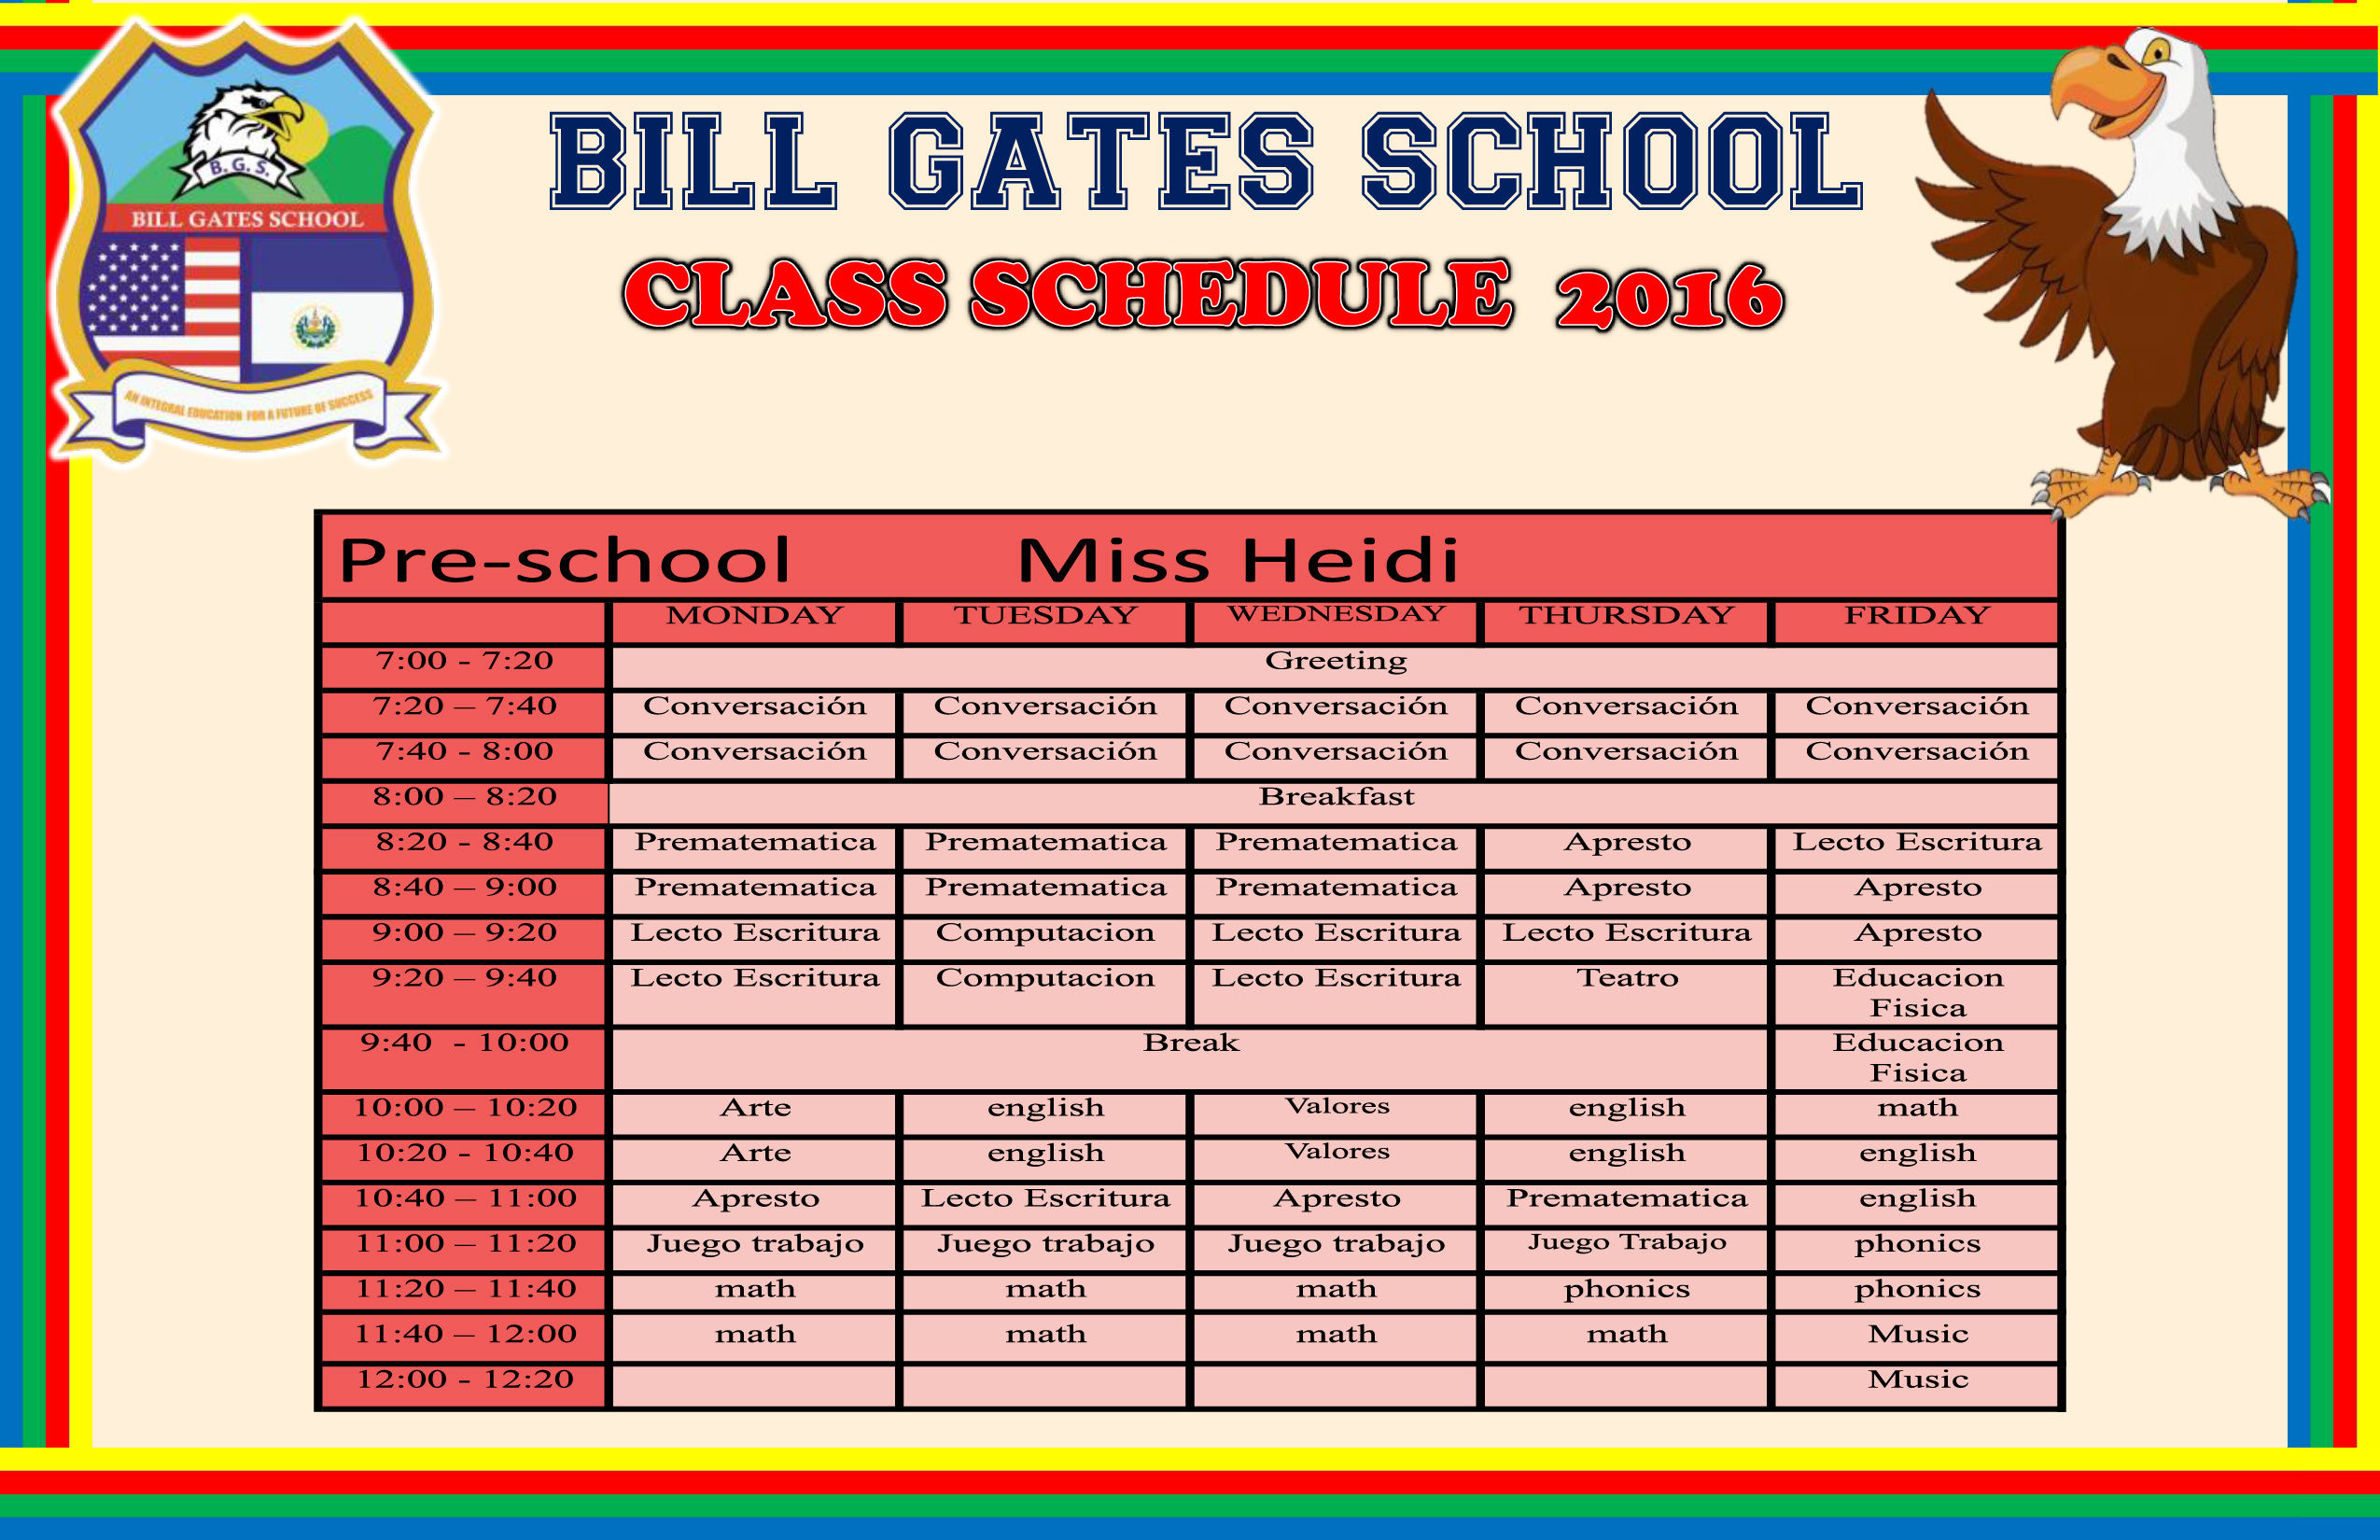 BILL GATES SCHOOL
CLASS SCHEDULE 2016
B. G. S.
BILL GATES SCHOOL
AN INTEGRAL EDUCATION FOR A FUTURE OF SUCCESS
Pre-school Miss Heidi
MONDAY TUESDAY WEDNESDAY THURSDAY FRIDAY
7:00 - 7:20 Greeting
7:20 – 7:40 Conversación Conversación Conversación Conversación Conversación
7:40 - 8:00 Conversación Conversación Conversación Conversación Conversación
8:00 – 8:20 Breakfast
8:20 - 8:40 Prematematica Prematematica Prematematica Apresto Lecto Escritura
8:40 – 9:00 Prematematica Prematematica Prematematica Apresto Apresto
9:00 – 9:20 Lecto Escritura Computacion Lecto Escritura Lecto Escritura Apresto
9:20 – 9:40 Lecto Escritura Computacion Lecto Escritura Teatro Educacion
Fisica
9:40 - 10:00 Break Educacion
Fisica
10:00 – 10:20 Arte english Valores english math
10:20 - 10:40 Arte english Valores english english
10:40 – 11:00 Apresto Lecto Escritura Apresto Prematematica english
11:00 – 11:20 Juego trabajo Juego trabajo Juego trabajo Juego Trabajo phonics
11:20 – 11:40 math math math phonics phonics
11:40 – 12:00 math math math math Music
12:00 - 12:20 Music